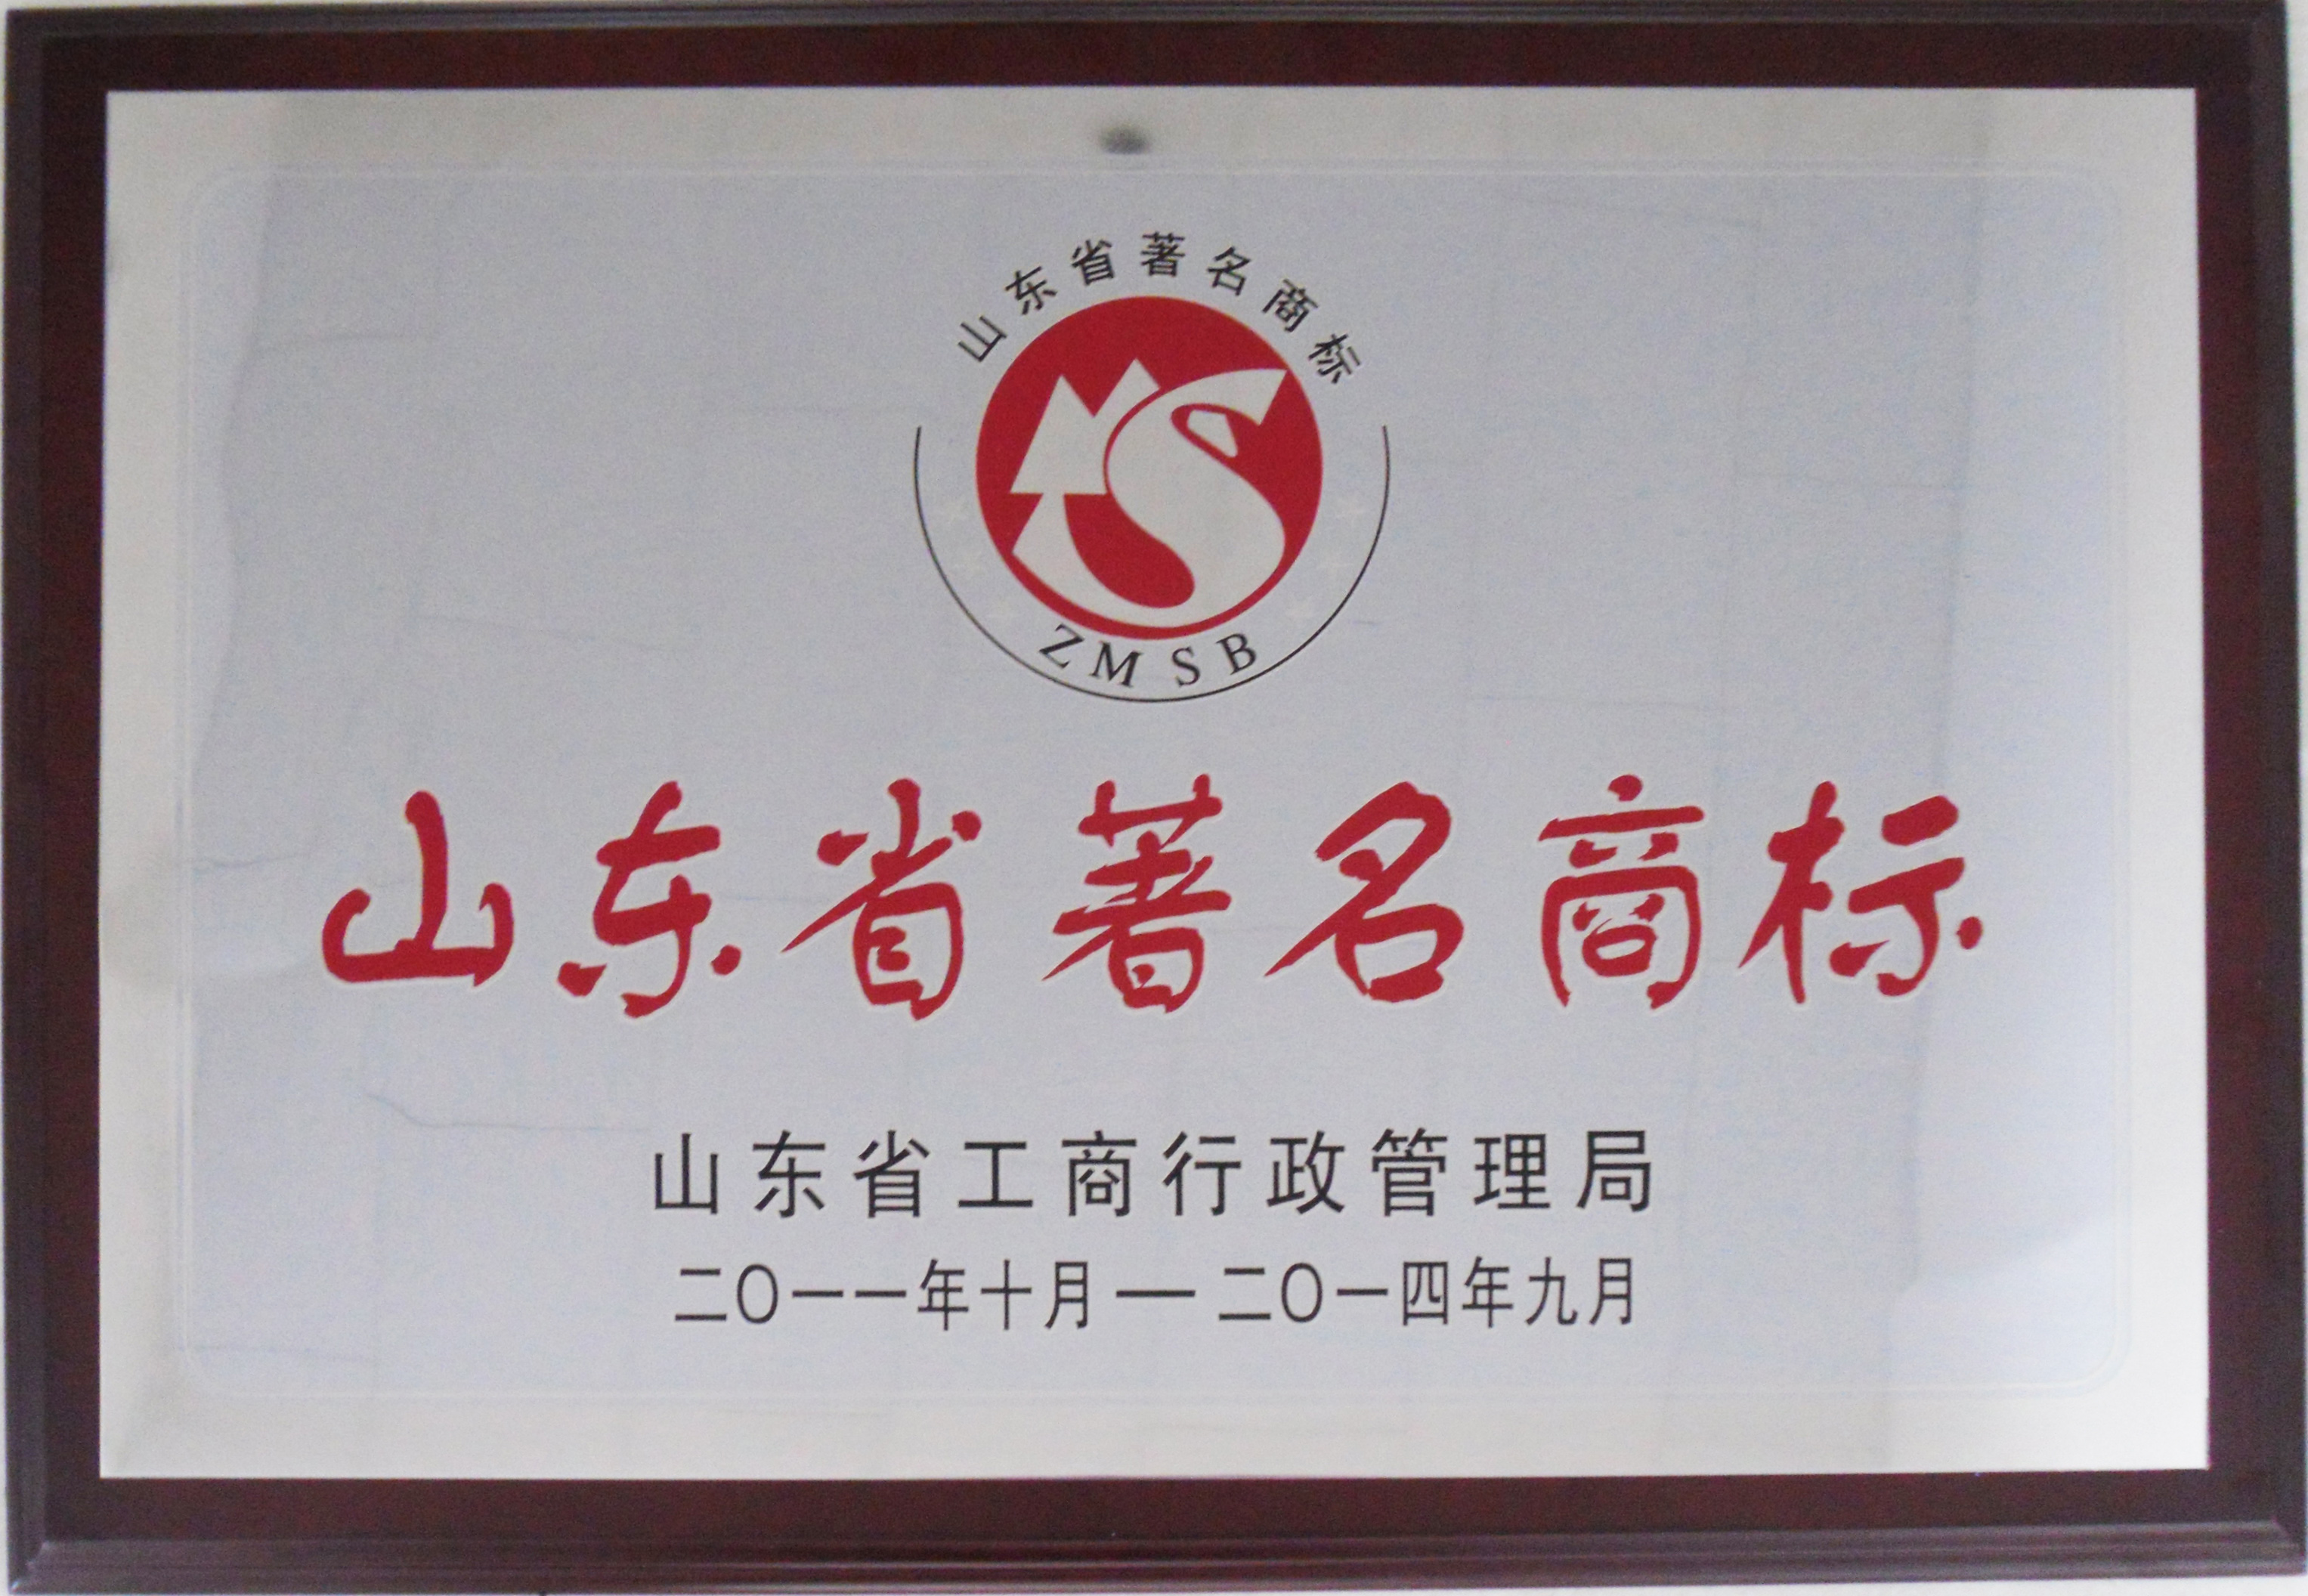 山东省著名商标
ZMSB
山东省著名商标
山东省工商行政管理局
二〇一一年十月—二〇一四年九月